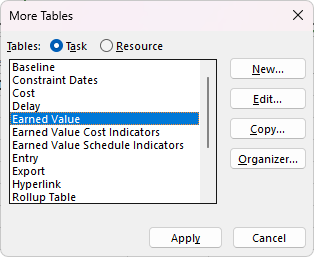 More Tables
Tables: Task Resource
Baseline
Constraint Dates
Cost
Delay
Earned Value
Earned Value Cost Indicators
Earned Value Schedule Indicators
Entry
Export
Hyperlink
Rollup Table
New...
Edit...
Copy...
Organizer...
Apply Cancel